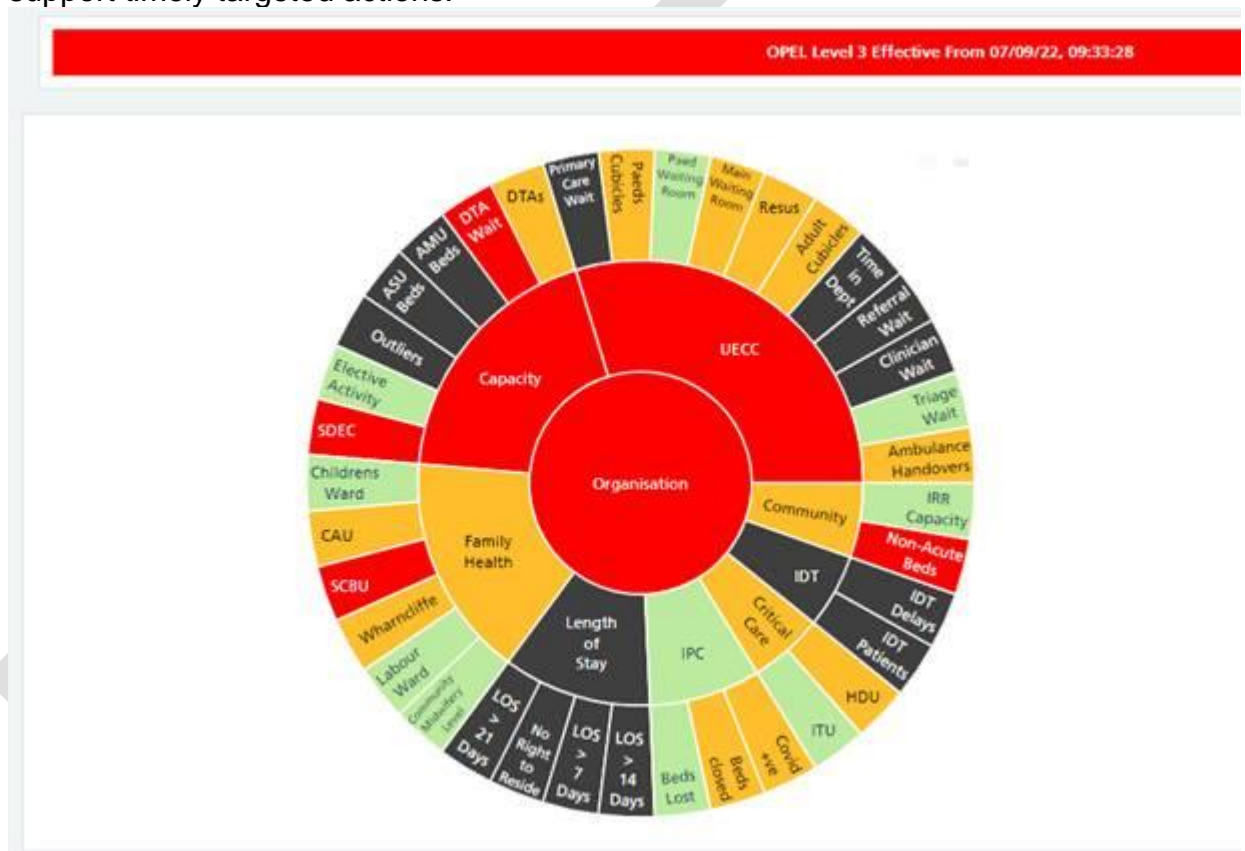 support timely targeted actions.
OPEL Level 3 Effective From 07/09/22, 09:33:28
Primary
Care
Wait
Paeds
Cubicles
Paed
Waiting
Room
Main
Waiting
Room
Resus
Adult
Cubicles
Time
in
Dept
Referral
Wait
Clinician
Wait
Triage
Wait
Ambulance
Handovers
IRR
Capacity
Non-Acute
Beds
IDT
Delays
IDT
Patients
HDU
ITU
Covid
+ve
Beds
closed
Beds
Lost
LOS
>
14
Days
LOS
>
7
Days
No
Right
to
Reside
LOS
>
21
Days
Community
Midwifery
Level
Labour
Ward
Wharncliffe
SCBU
CAU
Childrens
Ward
SDEC
Elective
Activity
Outliers
ASU
Beds
AMU
Beds
DTA
Wait
DTAs
UECC
Community
IDT
Critical
Care
IPC
Length
of
Stay
Family
Health
Capacity
Organisation